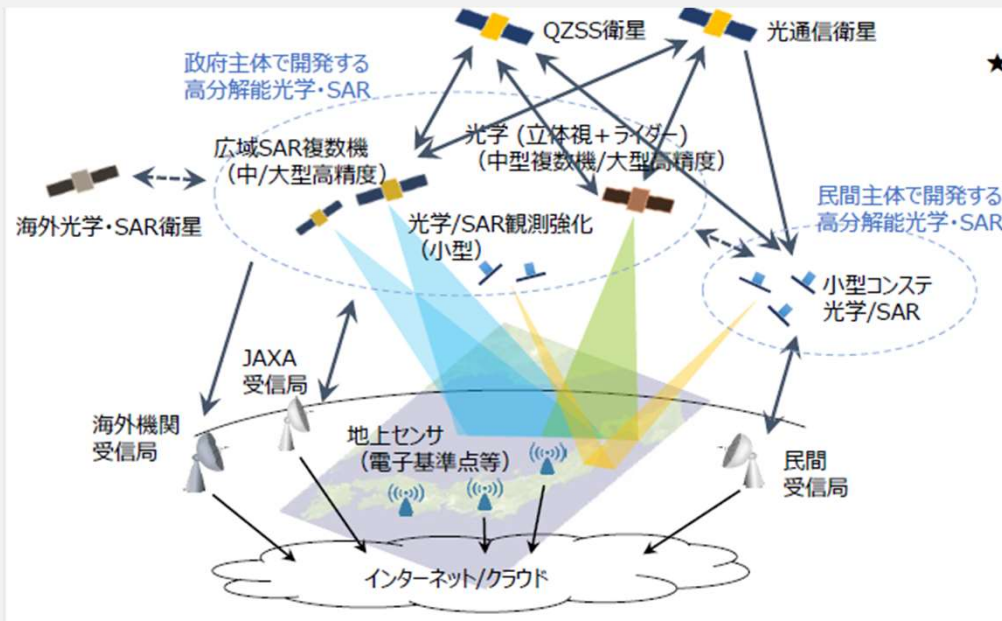 QZSS衛星
光通信衛星
★
政府主体で開発する
高分解能光学・SAR
広域SAR複数機
（中/大型高精度）
光学 (立体視＋ライダー)
（中型複数機/大型高精度）
海外光学・SAR衛星
光学/SAR観測強化
（小型）
民間主体で開発する
高分解能光学・SAR
小型コンステ
光学/SAR
JAXA
受信局
海外機関
受信局
地上センサ
（電子基準点等）
民間
受信局
インターネット/クラウド